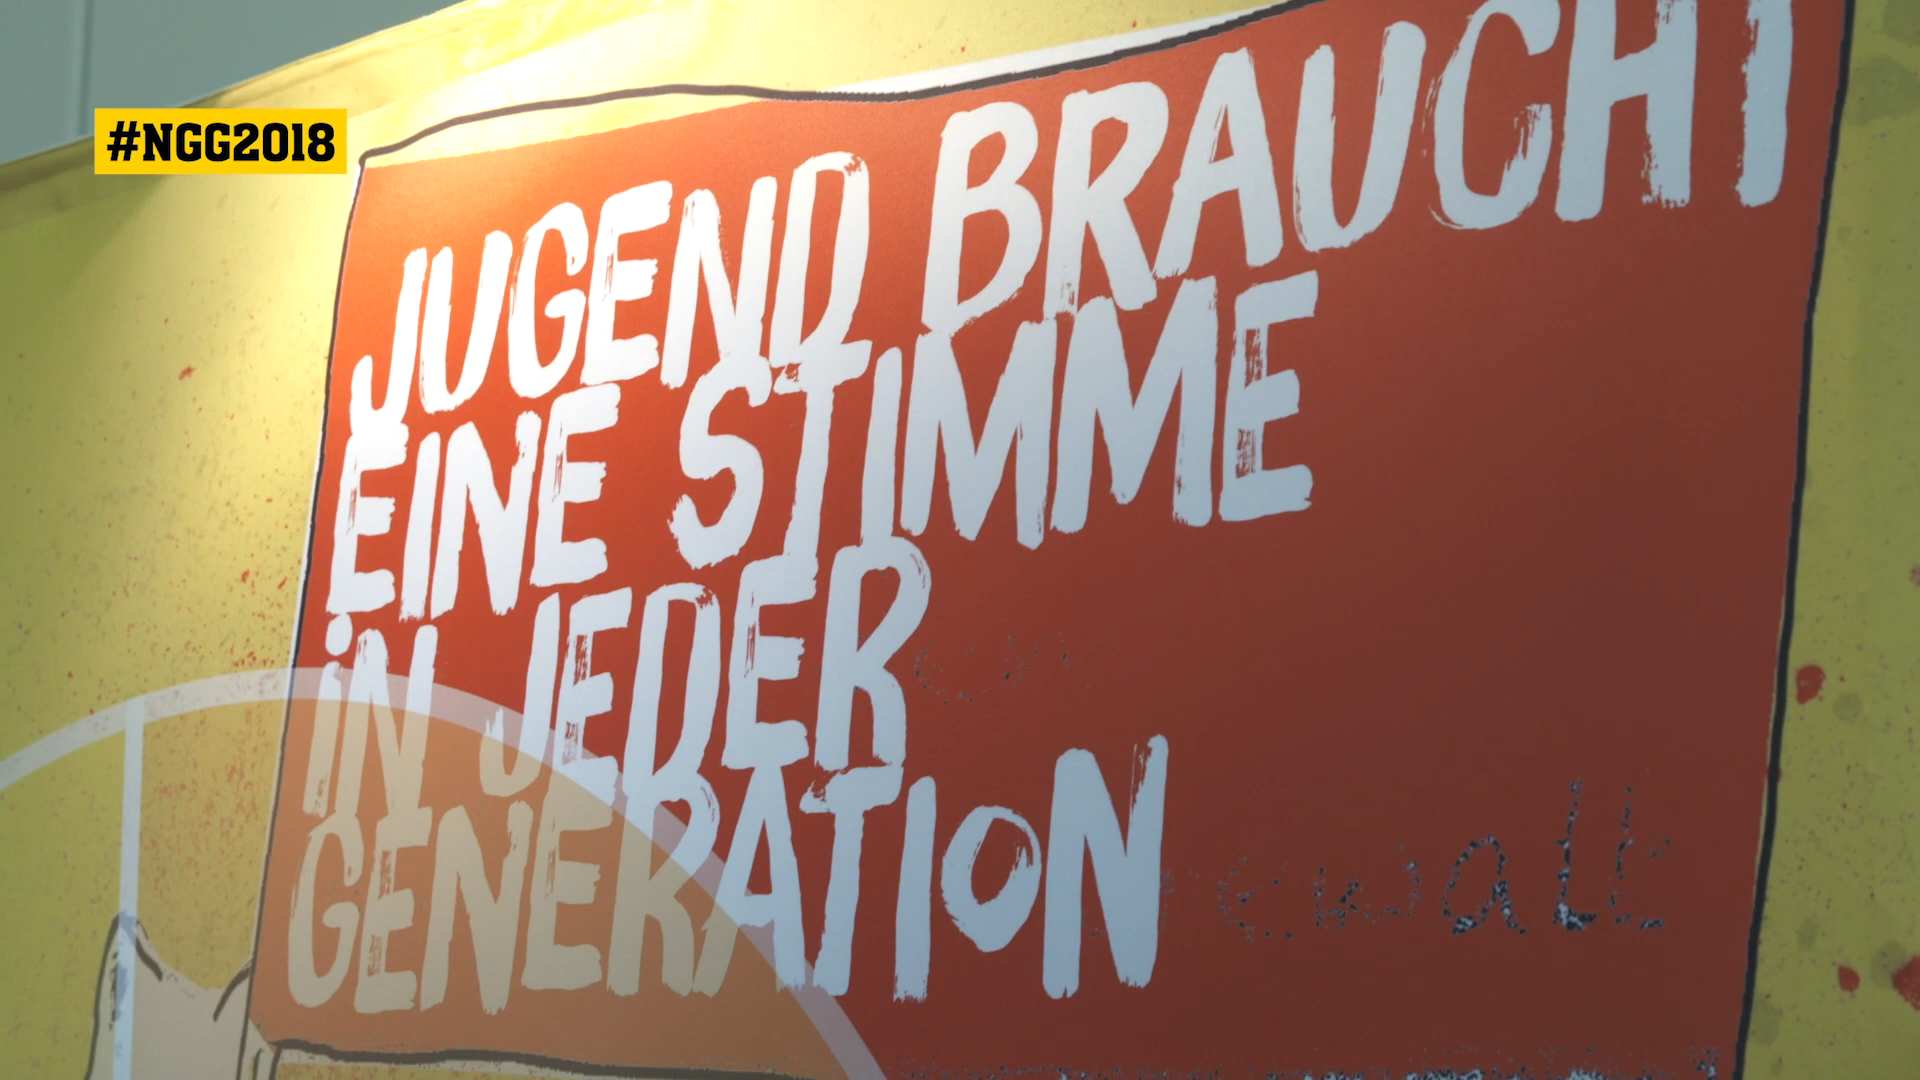 #NGG2018
JUGEND BRAUCHT
EINE STIMME
iN JEDER
GENERATION